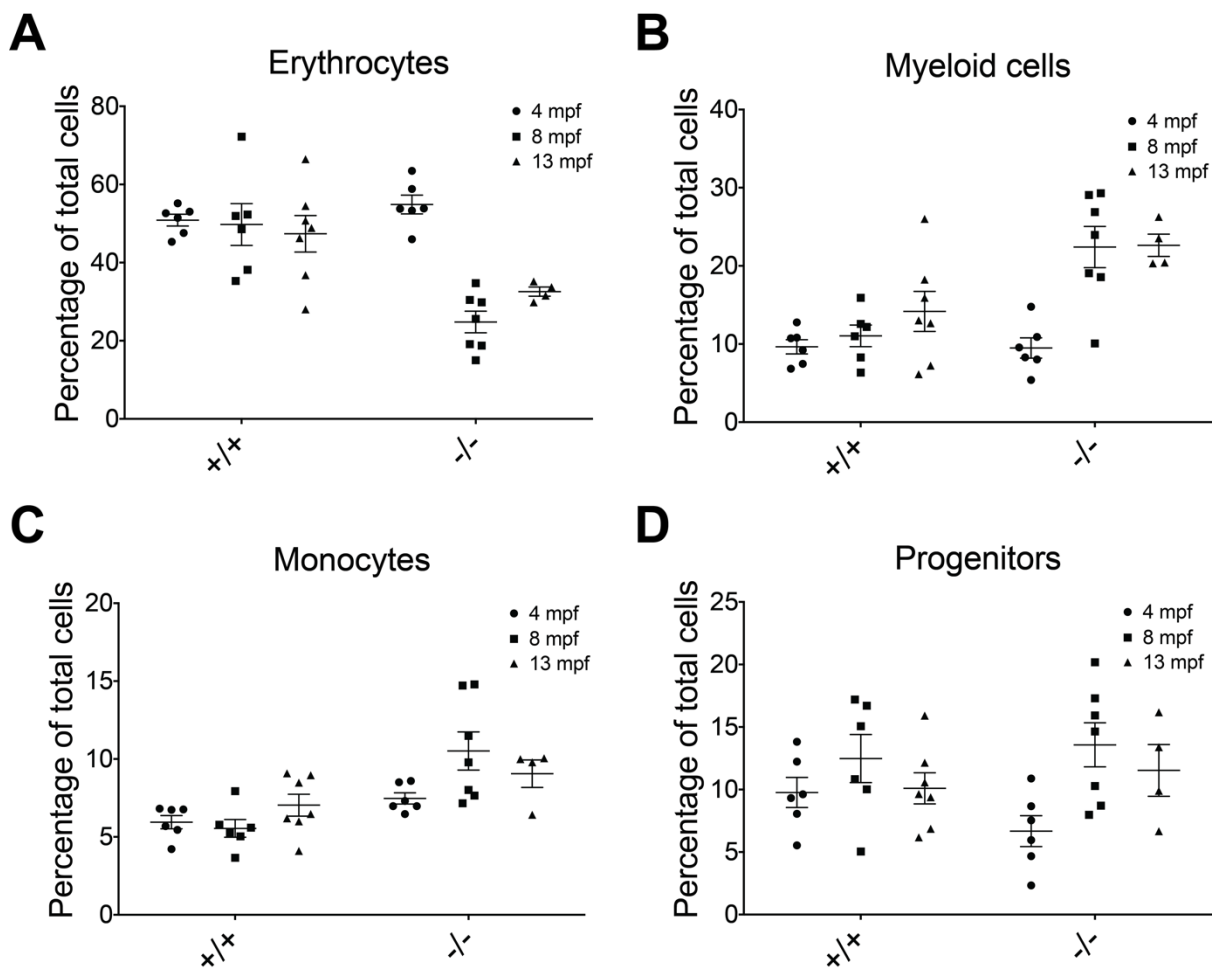 A
Erythrocytes
Percentage of total cells
80
60
40
20
0
4 mpf
8 mpf
13 mpf
+/+
-/-
B
Myeloid cells
Percentage of total cells
40
30
20
10
0
4 mpf
8 mpf
13 mpf
+/+
-/-
C
Monocytes
Percentage of total cells
20
15
10
5
0
4 mpf
8 mpf
13 mpf
+/+
-/-
D
Progenitors
Percentage of total cells
25
20
15
10
5
0
4 mpf
8 mpf
13 mpf
+/+
-/-